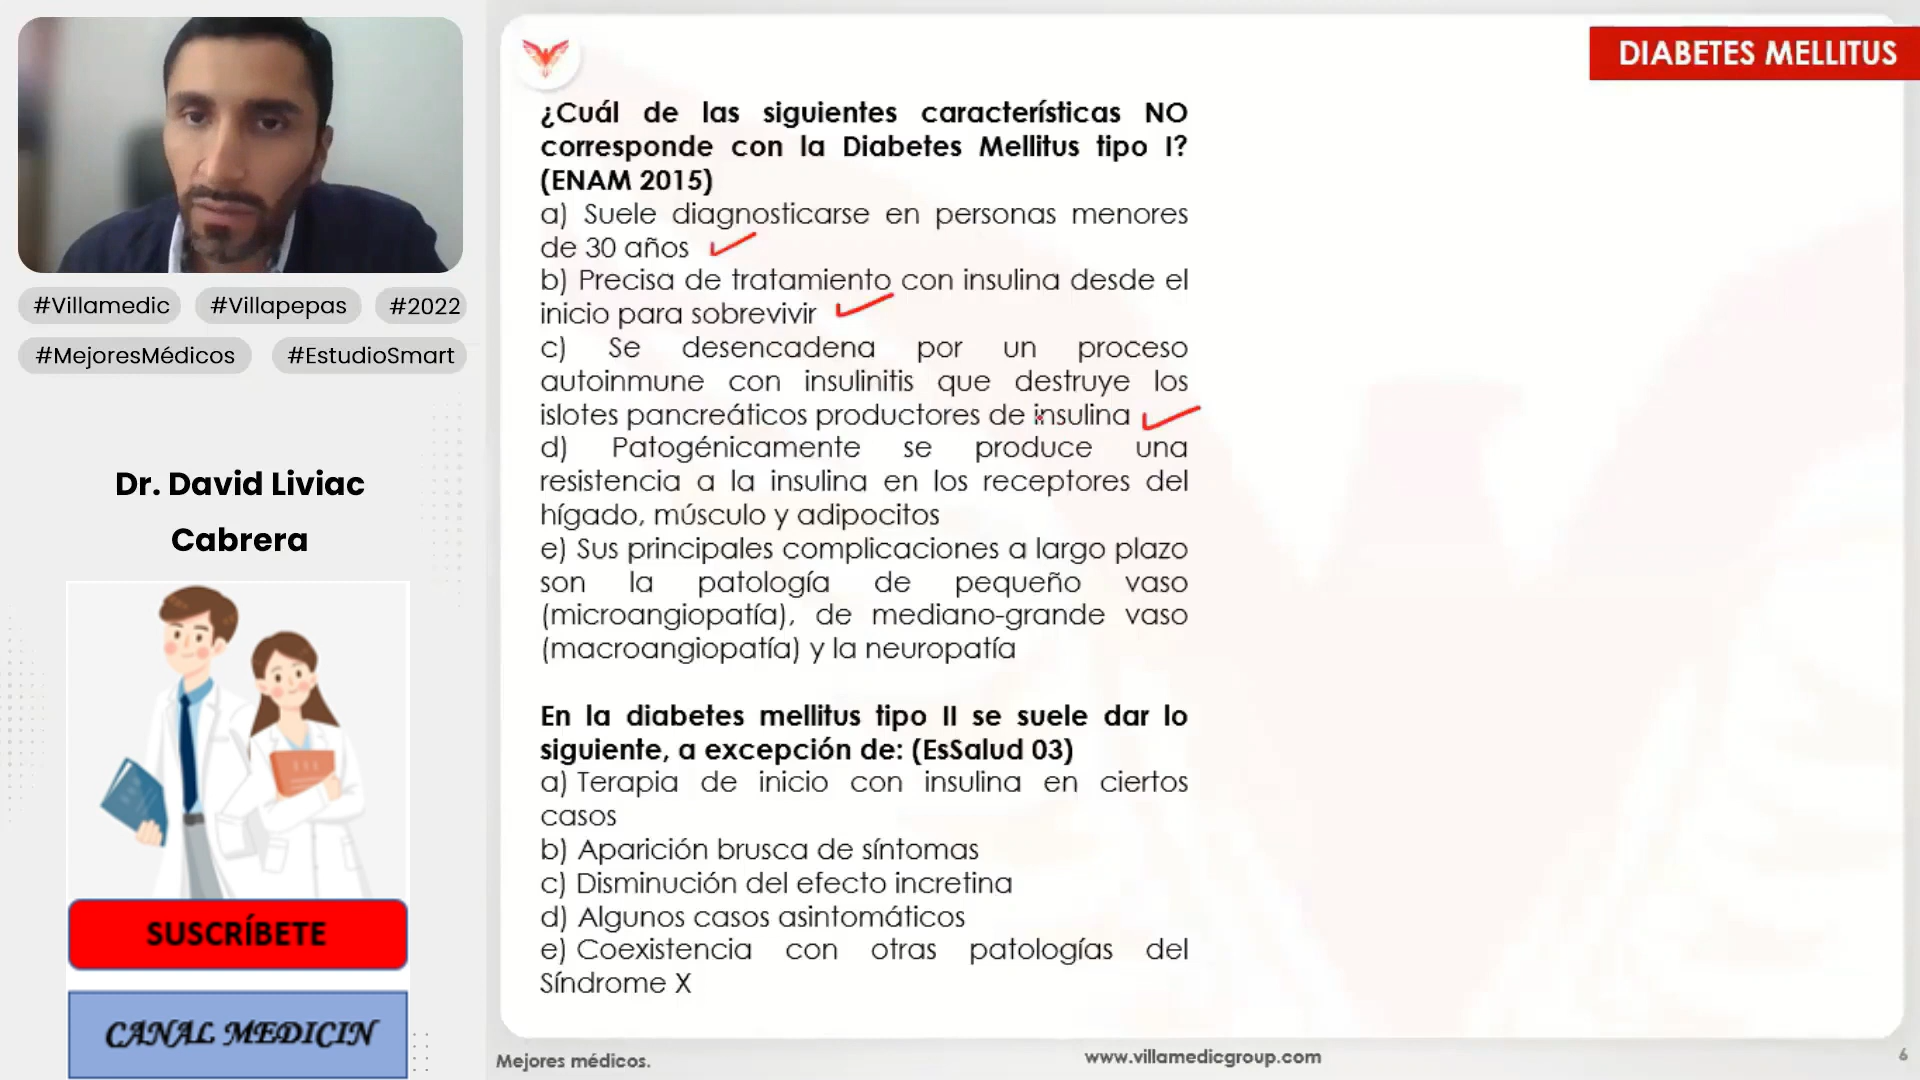 #Villamedic #Villapepas #2022
#MejoresMédicos #EstudioSmart
Dr. David Liviac
Cabrera
SUSCRÍBETE
CANAL MEDICIN
DIABETES MELLITUS
¿Cuál de las siguientes características NO
corresponde con la Diabetes Mellitus tipo I?
(ENAM 2015)
a) Suele diagnosticarse en personas menores
de 30 años
b) Precisa de tratamiento con insulina desde el
inicio para sobrevivir
c) Se desencadena por un proceso
autoinmune con insulinitis que destruye los
islotes pancreáticos productores de insulina
d) Patogénicamente se produce una
resistencia a la insulina en los receptores del
hígado, músculo y adipocitos
e) Sus principales complicaciones a largo plazo
son la patología de pequeño vaso
(microangiopatía), de mediano-grande vaso
(macroangiopatía) y la neuropatía
En la diabetes mellitus tipo II se suele dar lo
siguiente, a excepción de: (EsSalud 03)
a) Terapia de inicio con insulina en ciertos
casos
b) Aparición brusca de síntomas
c) Disminución del efecto incretina
d) Algunos casos asintomáticos
e) Coexistencia con otras patologías del
Síndrome X
Mejores médicos.
www.villamedicgroup.com
6